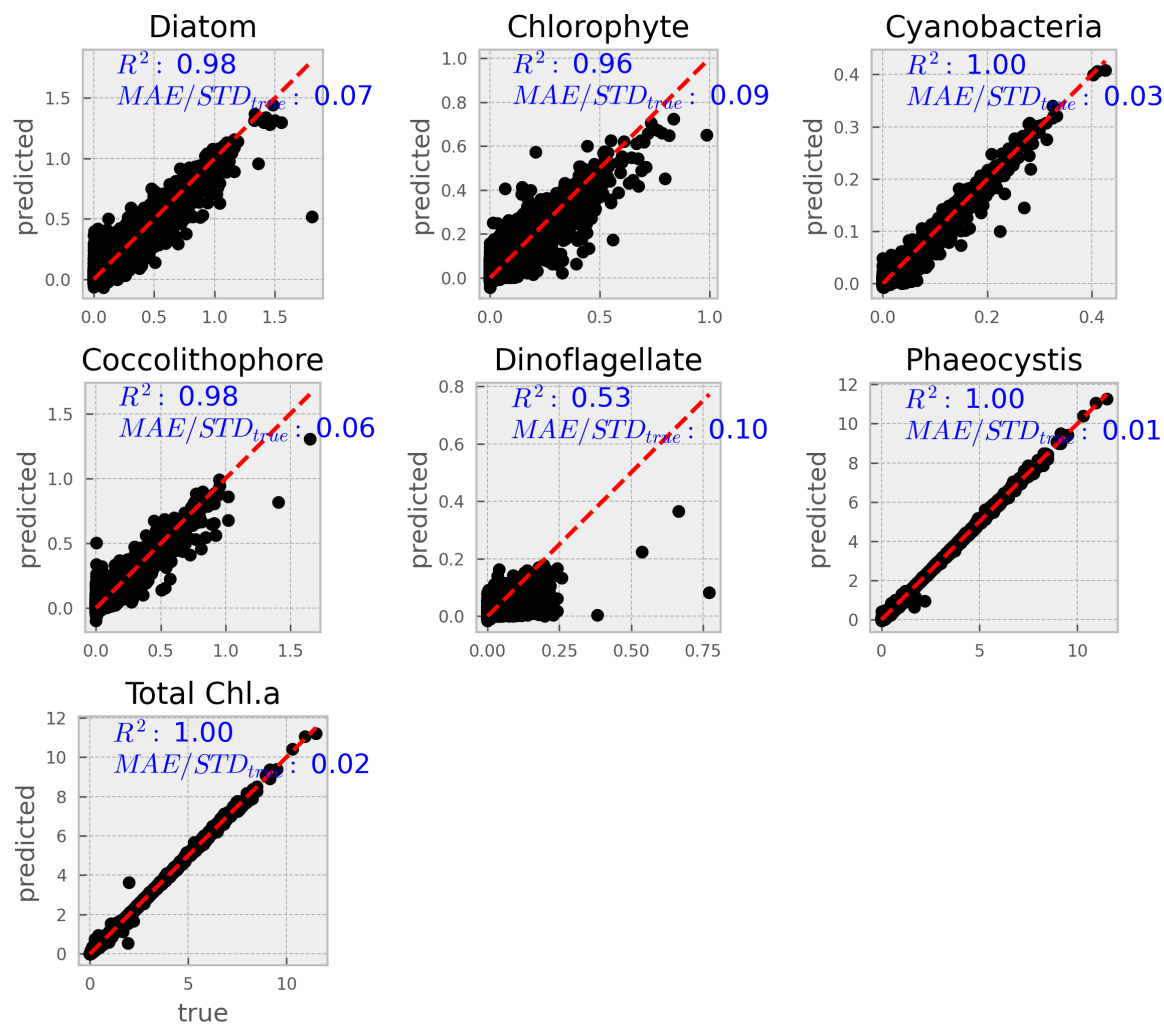 Diatom
R²: 0.98
MAE/STD_true: 0.07
predicted
1.5
1.0
0.5
0.0
0.0 0.5 1.0 1.5
Chlorophyte
R²: 0.96
MAE/STD_true: 0.09
predicted
1.0
0.8
0.6
0.4
0.2
0.0
0.0 0.5 1.0
Cyanobacteria
R²: 1.00
MAE/STD_true: 0.03
predicted
0.4
0.3
0.2
0.1
0.0
0.0 0.2 0.4
Coccolithophore
R²: 0.98
MAE/STD_true: 0.06
predicted
1.5
1.0
0.5
0.0
0.0 0.5 1.0 1.5
Dinoflagellate
R²: 0.53
MAE/STD_true: 0.10
predicted
0.8
0.6
0.4
0.2
0.0
0.00 0.25 0.50 0.75
Phaeocystis
R²: 1.00
MAE/STD_true: 0.01
predicted
12
10
8
6
4
2
0
0 5 10
Total Chl.a
R²: 1.00
MAE/STD_true: 0.02
predicted
12
10
8
6
4
2
0
0 5 10
true